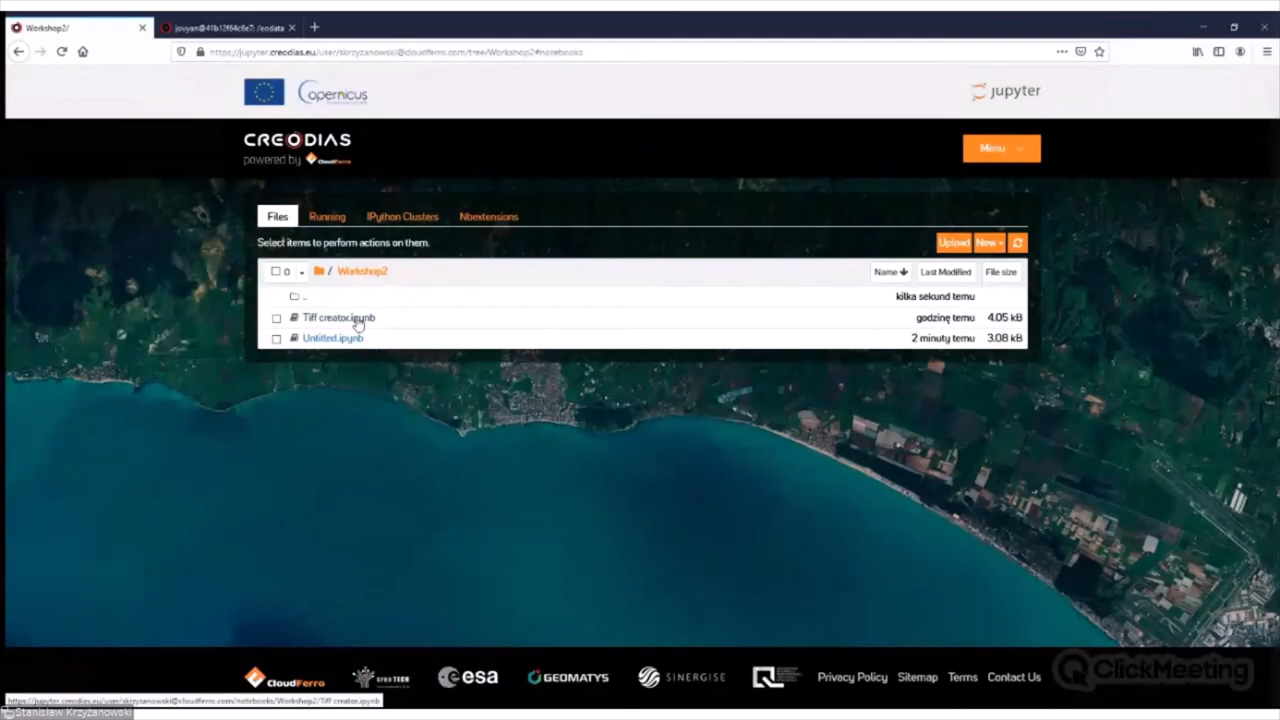 Workshop2/
jovyan@41b12f64c6e7: /eodata
https://jupyter.creodias.eu/user/skrzyzanowski@cloudferro.com/tree/Workshop2#notebooks
opernicus
jupyter
CREODIAS
powered by CloudFerro
Menu
Files Running IPython Clusters Nbextensions
Select items to perform actions on them.
Upload New
0 / Workshop2 Name Last Modified File size
.. kilka sekund temu
Tiff creator.ipynb godzinę temu 4.05 kB
Untitled.ipynb 2 minuty temu 3.08 kB
CloudFerro CREOTECH esa GEOMATYS SINERGISE Privacy Policy Sitemap Terms Contact Us
ClickMeeting
https://jupyter.creodias.eu/user/skrzyzanowski@cloudferro.com/notebooks/Workshop2/Tiff creator.ipynb
Stanisław Krzyżanowski